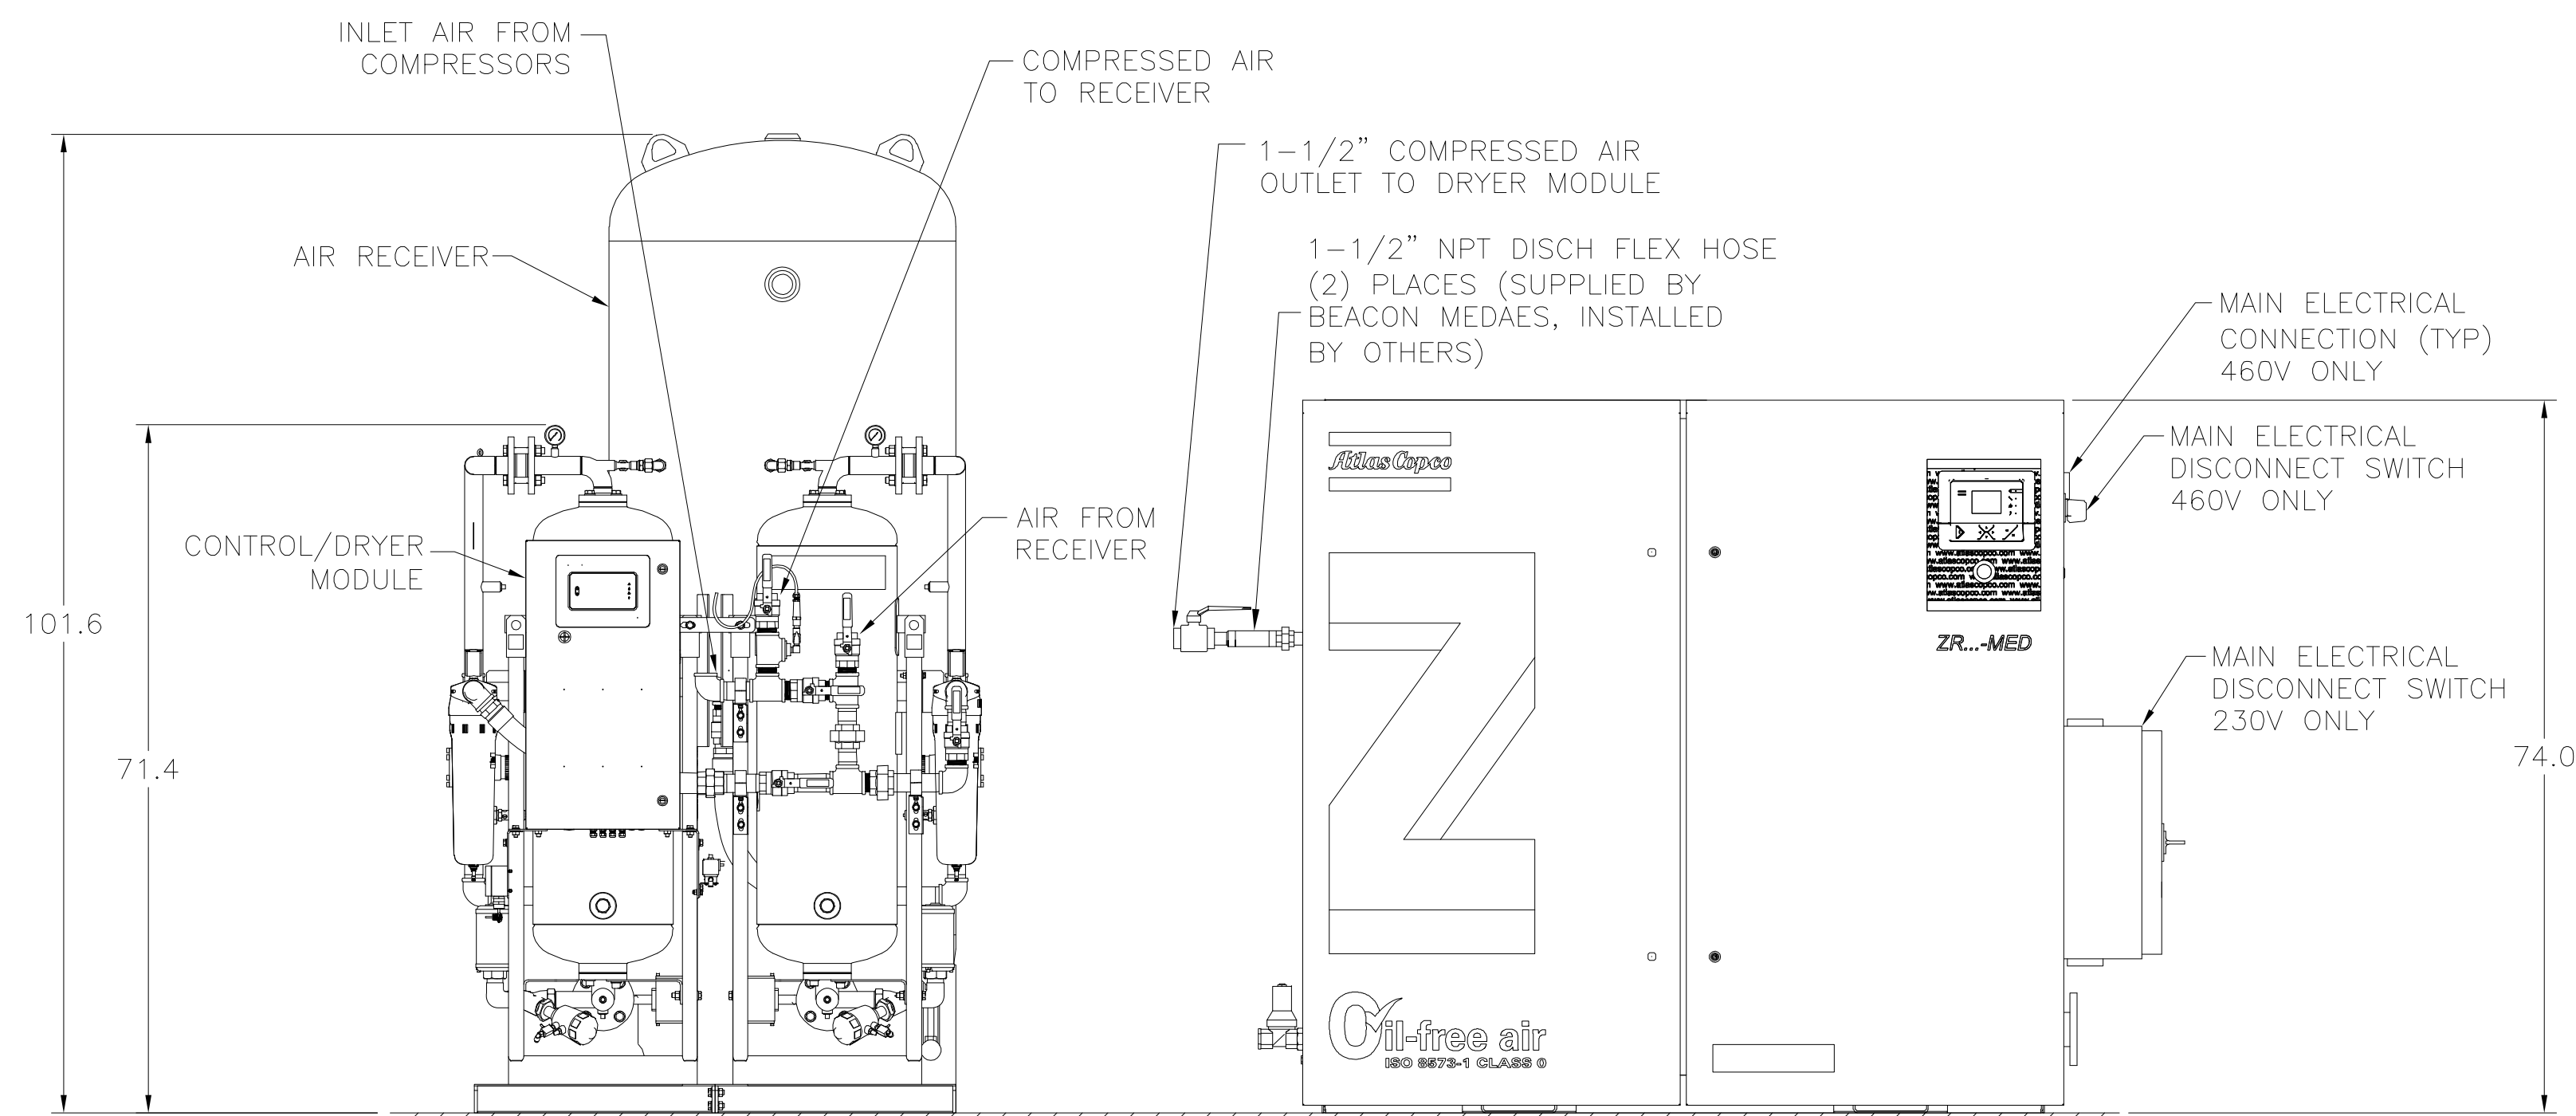 INLET AIR FROM
COMPRESSORS
COMPRESSED AIR
TO RECEIVER
1-1/2" COMPRESSED AIR
OUTLET TO DRYER MODULE
1-1/2" NPT DISCH FLEX HOSE
(2) PLACES (SUPPLIED BY
BEACON MEDAES, INSTALLED
BY OTHERS)
AIR RECEIVER
MAIN ELECTRICAL
CONNECTION (TYP)
460V ONLY
MAIN ELECTRICAL
DISCONNECT SWITCH
460V ONLY
Atlas Copco
AIR FROM
RECEIVER
CONTROL/DRYER
MODULE
www.atlascopco.com
101.6
ZR...-MED
MAIN ELECTRICAL
DISCONNECT SWITCH
230V ONLY
71.4
74.0
Oil-free air
ISO 8573-1 CLASS 0